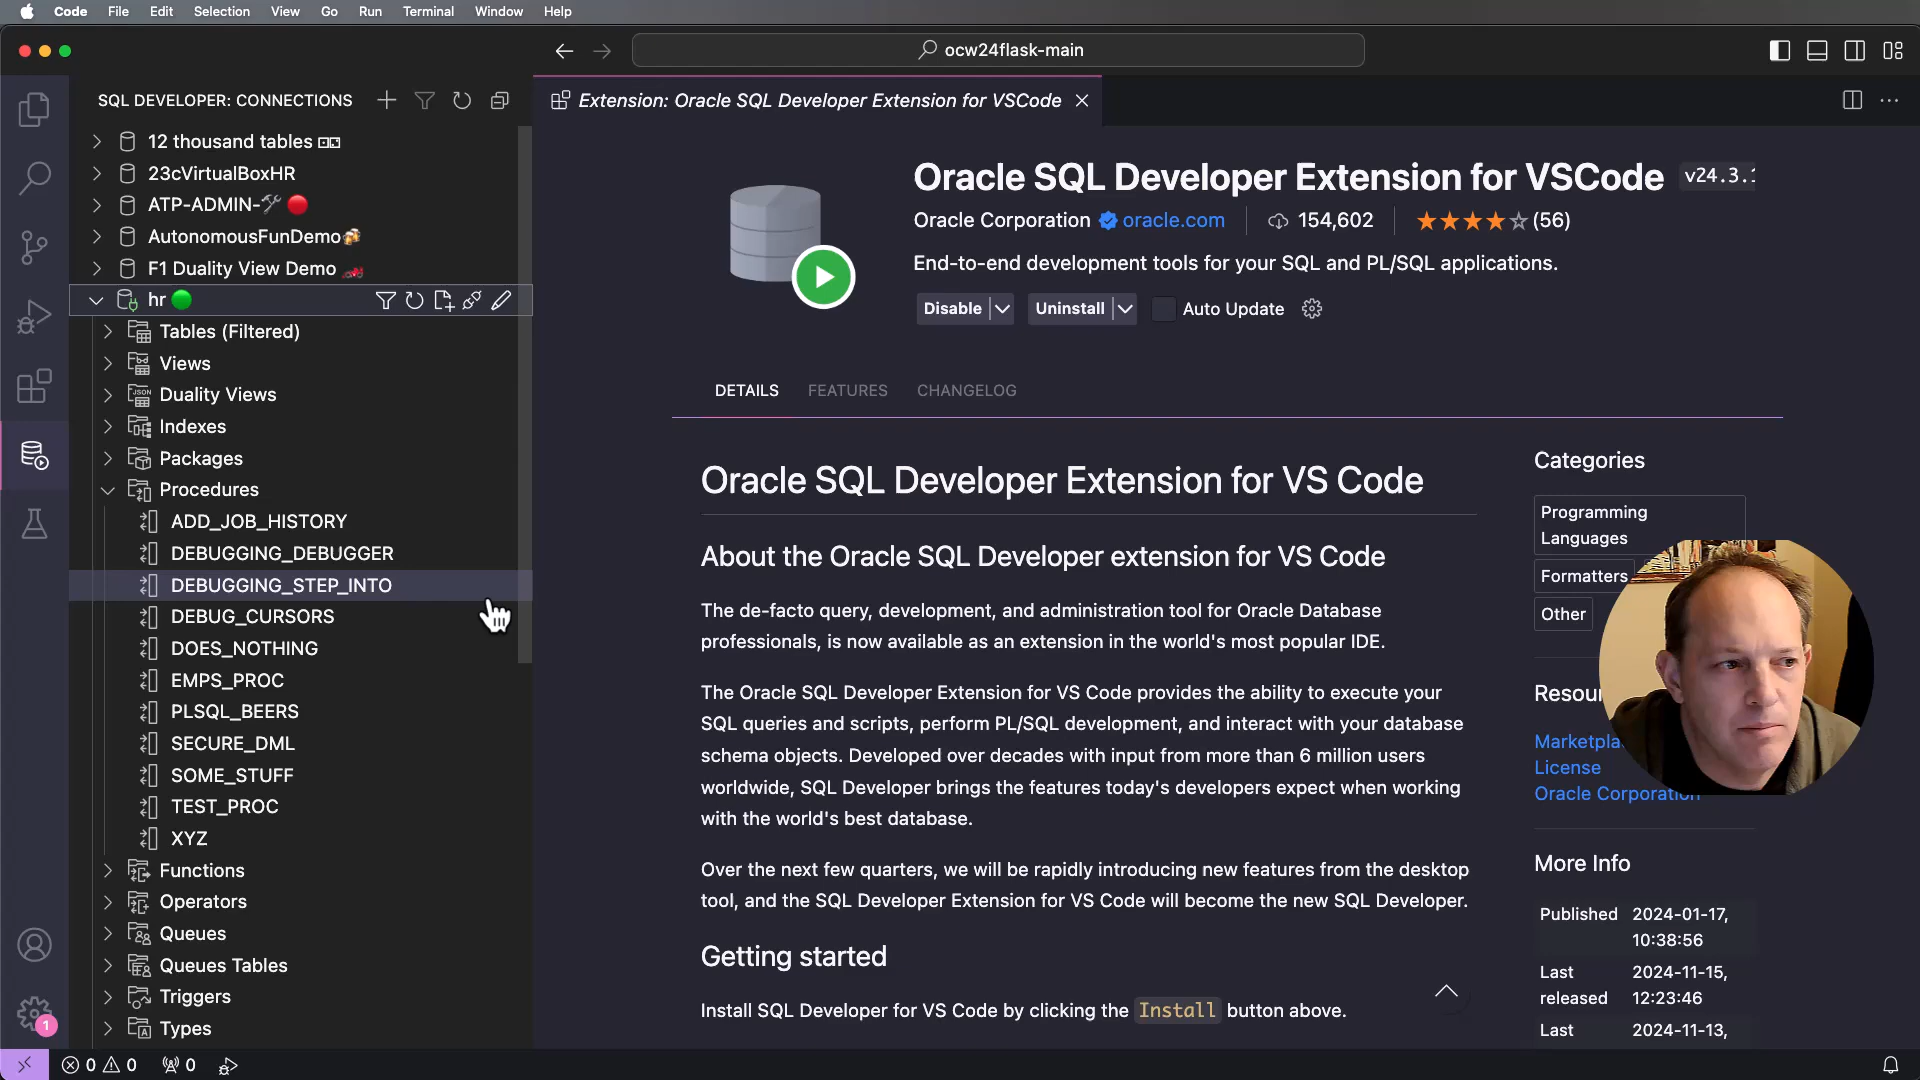 Code File Edit Selection View Go Run Terminal Window Help
ocw24flask-main
SQL DEVELOPER: CONNECTIONS
12 thousand tables
23cVirtualBoxHR
ATP-ADMIN-
AutonomousFunDemo
F1 Duality View Demo
hr
Tables (Filtered)
Views
Duality Views
Indexes
Packages
Procedures
ADD_JOB_HISTORY
DEBUGGING_DEBUGGER
DEBUGGING_STEP_INTO
DEBUG_CURSORS
DOES_NOTHING
EMPS_PROC
PLSQL_BEERS
SECURE_DML
SOME_STUFF
TEST_PROC
XYZ
Functions
Operators
Queues
Queues Tables
Triggers
Types
1
0 0 0
Extension: Oracle SQL Developer Extension for VSCode
Oracle SQL Developer Extension for VSCode v24.3.1
Oracle Corporation oracle.com 154,602 (56)
End-to-end development tools for your SQL and PL/SQL applications.
Disable Uninstall Auto Update
DETAILS FEATURES CHANGELOG
Oracle SQL Developer Extension for VS Code
About the Oracle SQL Developer extension for VS Code
The de-facto query, development, and administration tool for Oracle Database
professionals, is now available as an extension in the world's most popular IDE.
The Oracle SQL Developer Extension for VS Code provides the ability to execute your
SQL queries and scripts, perform PL/SQL development, and interact with your database
schema objects. Developed over decades with input from more than 6 million users
worldwide, SQL Developer brings the features today's developers expect when working
with the world's best database.
Over the next few quarters, we will be rapidly introducing new features from the desktop
tool, and the SQL Developer Extension for VS Code will become the new SQL Developer.
Getting started
Install SQL Developer for VS Code by clicking the Install button above.
Categories
Programming
Languages
Formatters
Other
Resou
Marketpla
License
Oracle Corporation
More Info
Published 2024-01-17,
10:38:56
Last 2024-11-15,
released 12:23:46
Last 2024-11-13,